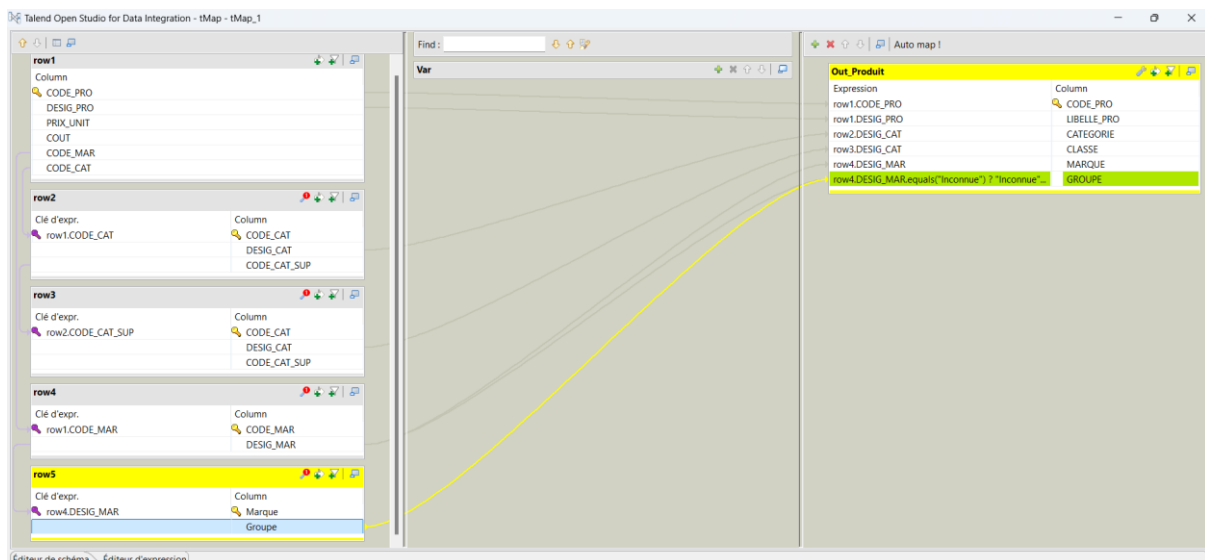 Talend Open Studio for Data Integration - tMap - tMap_1
row1
Column
CODE_PRO
DESIG_PRO
PRIX_UNIT
COUT
CODE_MAR
CODE_CAT
row2
Clé d'expr. Column
row1.CODE_CAT CODE_CAT
DESIG_CAT
CODE_CAT_SUP
row3
Clé d'expr. Column
row2.CODE_CAT_SUP CODE_CAT
DESIG_CAT
CODE_CAT_SUP
row4
Clé d'expr. Column
row1.CODE_MAR CODE_MAR
DESIG_MAR
row5
Clé d'expr. Column
row4.DESIG_MAR Marque
Groupe
Éditeur de schéma Éditeur d'expression
Find :
Var
Auto map !
Out_Produit
Expression Column
row1.CODE_PRO CODE_PRO
row1.DESIG_PRO LIBELLE_PRO
row2.DESIG_CAT CATEGORIE
row3.DESIG_CAT CLASSE
row4.DESIG_MAR MARQUE
row4.DESIG_MAR.equals("Inconnue") ? "Inconnue"... GROUPE